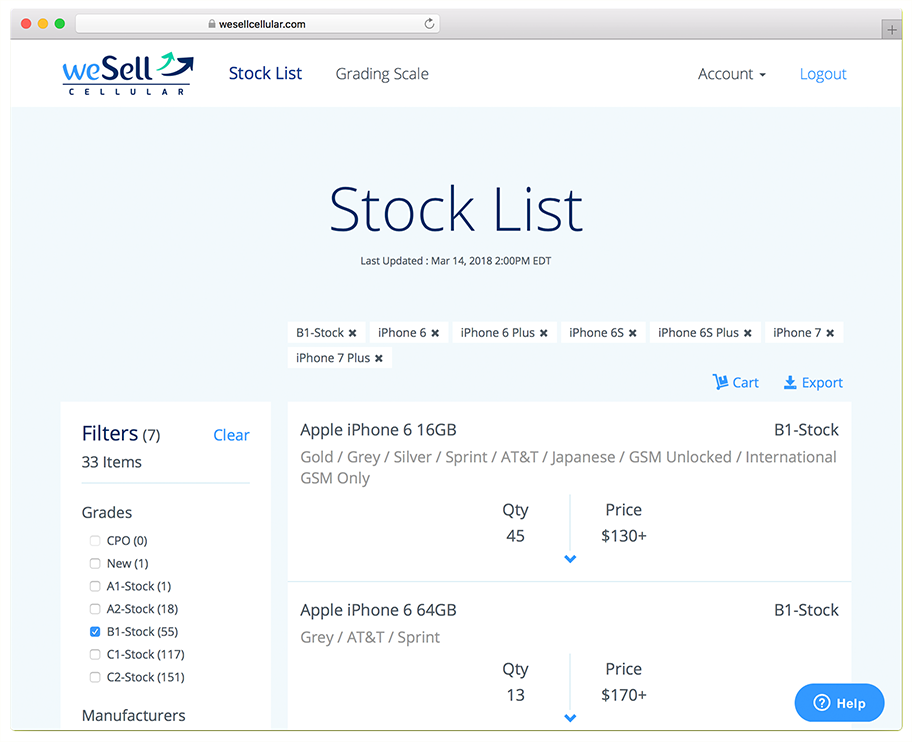 wesellcellular.com
weSell
CELLULAR
Stock List
Grading Scale
Account
Logout
Stock List
Last Updated : Mar 14, 2018 2:00PM EDT
B1-Stock ✖ iPhone 6 ✖ iPhone 6 Plus ✖ iPhone 6S ✖ iPhone 6S Plus ✖ iPhone 7 ✖
iPhone 7 Plus ✖
Cart
Export
Filters (7)
Clear
33 Items
Grades
CPO (0)
New (1)
A1-Stock (1)
A2-Stock (18)
B1-Stock (55)
C1-Stock (117)
C2-Stock (151)
Manufacturers
Apple iPhone 6 16GB
B1-Stock
Gold / Grey / Silver / Sprint / AT&T / Japanese / GSM Unlocked / International
GSM Only
Qty
Price
45
$130+
Apple iPhone 6 64GB
B1-Stock
Grey / AT&T / Sprint
Qty
Price
13
$170+
Help